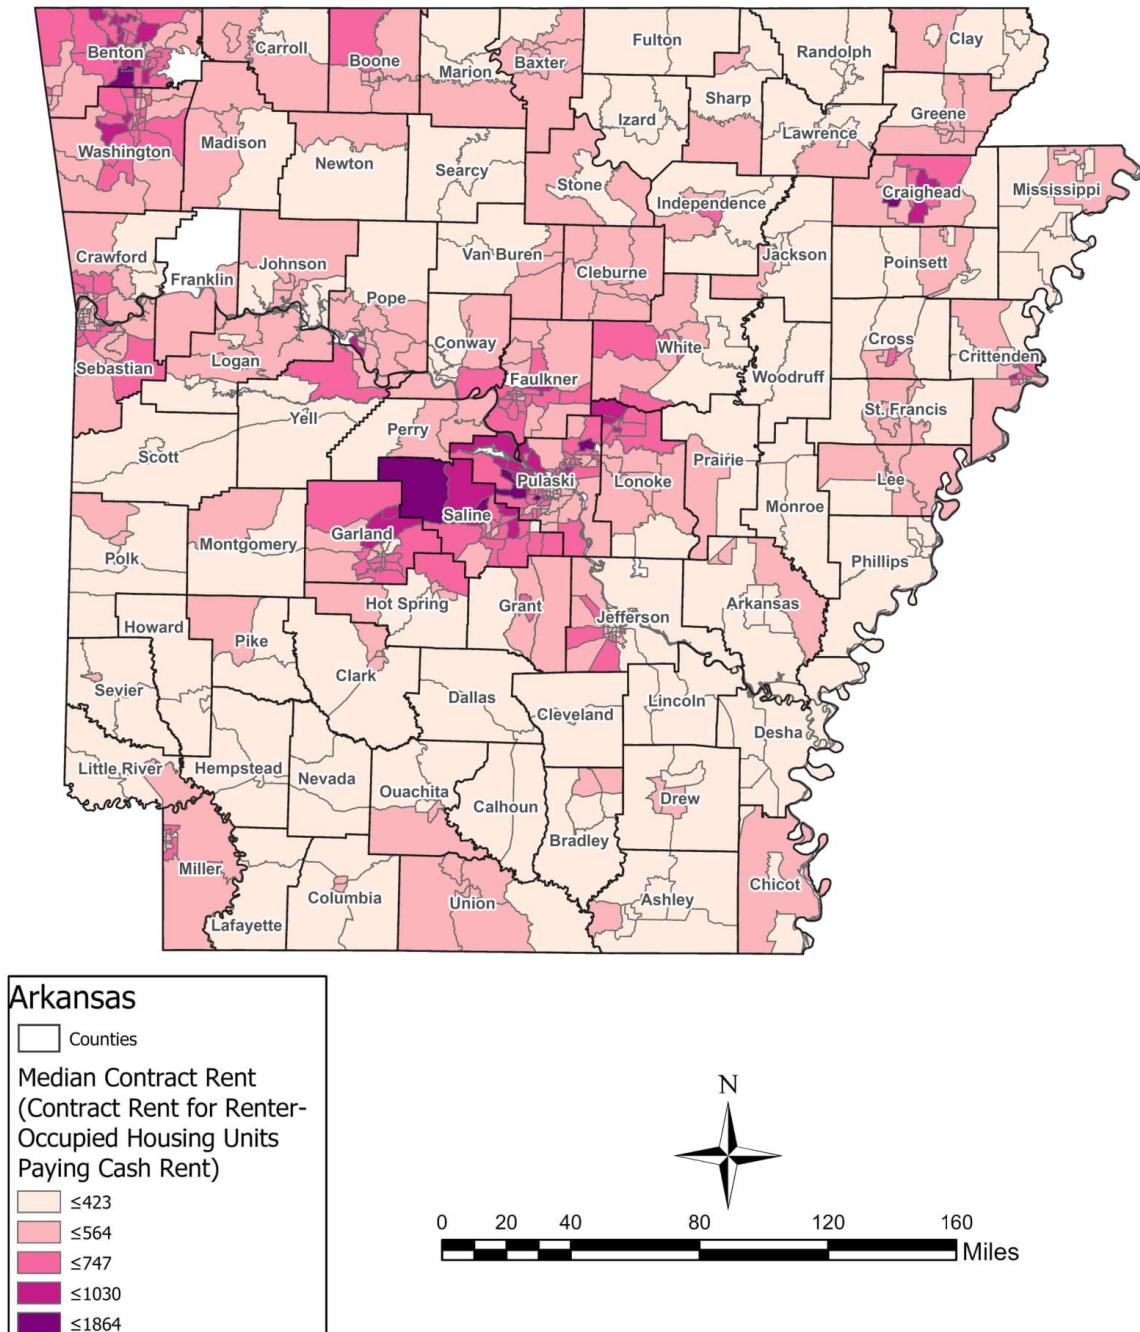 Benton
Carroll
Boone
Marion
Baxter
Fulton
Randolph
Clay
Sharp
Izard
Greene
Lawrence
Washington
Madison
Newton
Searcy
Stone
Independence
Craighead
Mississippi
Crawford
Franklin
Johnson
Van Buren
Cleburne
Jackson
Poinsett
Pope
Sebastian
Logan
Conway
Faulkner
White
Cross
Crittenden
Woodruff
Yell
St. Francis
Perry
Scott
Pulaski
Prairie
Lonoke
Lee
Monroe
Saline
Garland
Montgomery
Polk
Phillips
Hot Spring
Grant
Jefferson
Arkansas
Howard
Pike
Clark
Sevier
Dallas
Cleveland
Lincoln
Desha
Little River
Hempstead
Nevada
Ouachita
Calhoun
Drew
Bradley
Miller
Chicot
Columbia
Union
Ashley
Lafayette
Arkansas
Counties
Median Contract Rent
(Contract Rent for Renter-
Occupied Housing Units
Paying Cash Rent)
≤423
≤564
≤747
≤1030
≤1864
N
0 20 40 80 120 160
Miles